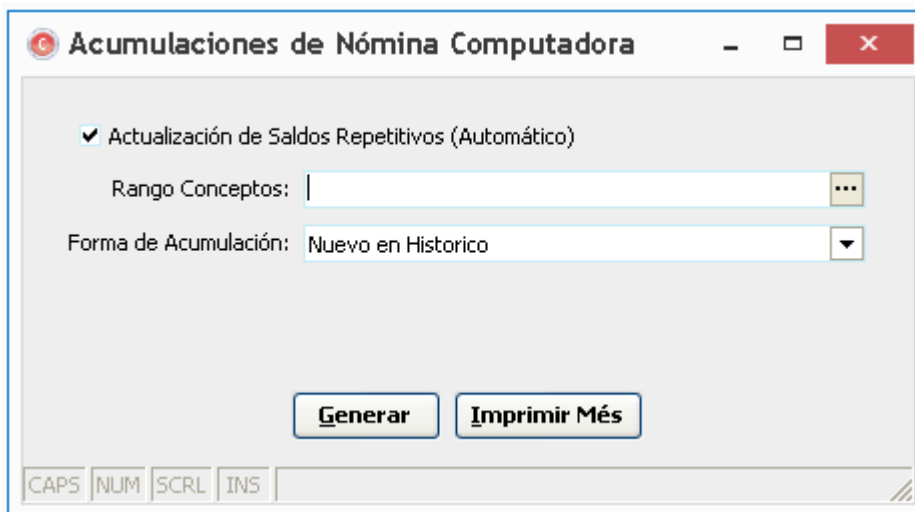 Acumulaciones de Nómina Computadora
Actualización de Saldos Repetitivos (Automático)
Rango Conceptos:
Forma de Acumulación: Nuevo en Historico
Generar Imprimir Més
CAPS NUM SCRL INS